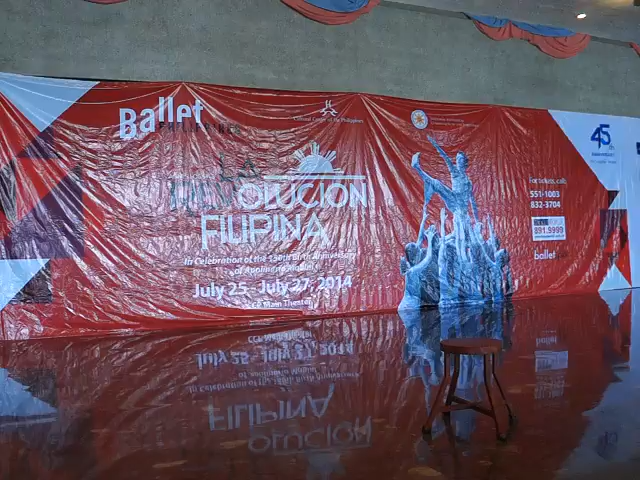 Ballet
PHILIPPINES
Cultural Center of the Philippines
45
LA
REVOLUCION
FILIPINA
In Celebration of the 150th Birth Anniversary
of Apolinario Mabini
July 25 - July 27, 2014
CCP Main Theater
For tickets, call:
551-1003
832-3704
891.9999
ballet